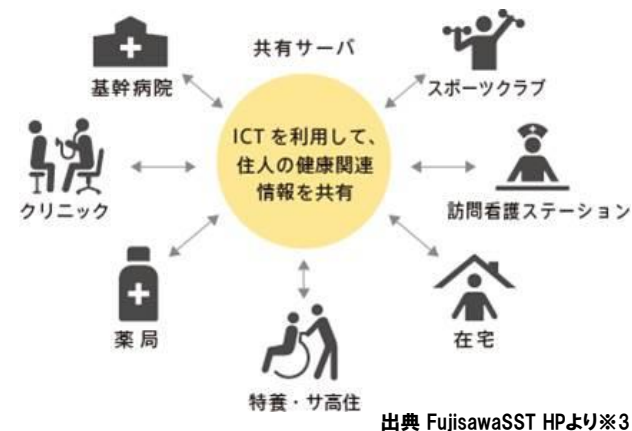 共有サーバ
基幹病院
スポーツクラブ
ICTを利用して、
住人の健康関連
情報を共有
クリニック
訪問看護ステーション
薬局
在宅
特養・サ高住
出典 FujisawaSST HPより※3